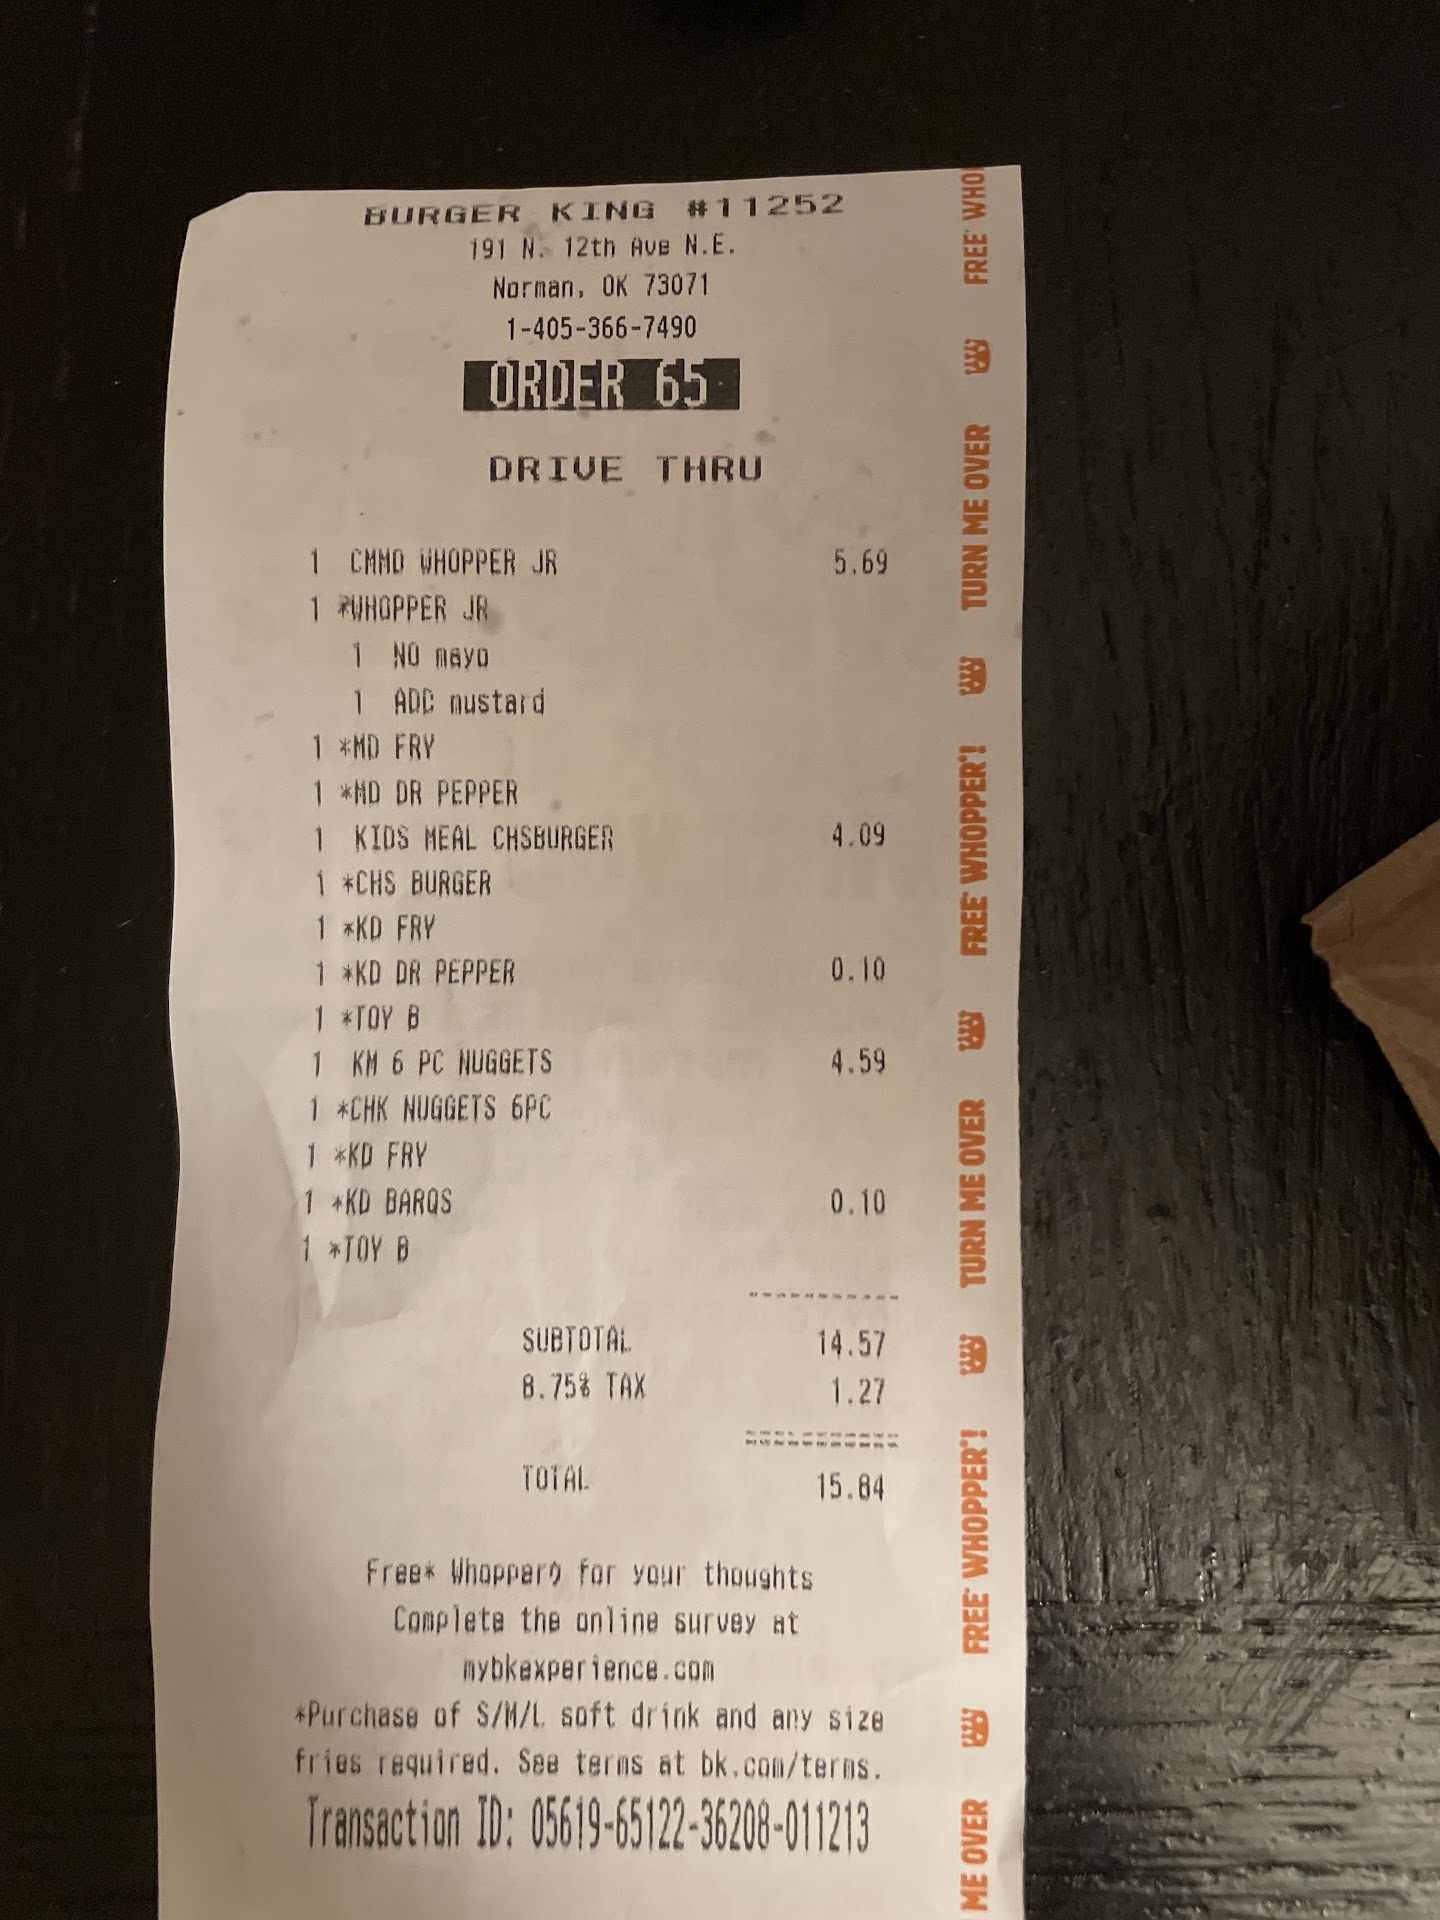 BURGER KING #11252
191 N. 12th Ave N.E.
Norman, OK 73071
1-405-366-7490
ORDER 65
DRIVE THRU
1 CMMD WHOPPER JR 5.69
1 *WHOPPER JR
1 NO mayo
1 ADD mustard
1 *MD FRY
1 *MD DR PEPPER
1 KIDS MEAL CHSBURGER 4.09
1 *CHS BURGER
1 *KD FRY
1 *KD DR PEPPER 0.10
1 *TOY B
1 KM 6 PC NUGGETS 4.59
1 *CHK NUGGETS 6PC
1 *KD FRY
1 *KD BARQS 0.10
1 *TOY B
SUBTOTAL 14.57
8.75% TAX 1.27
TOTAL 15.84
Free* Whopper® for your thoughts
Complete the online survey at
mybkexperience.com
*Purchase of S/M/L soft drink and any size
fries required. See terms at bk.com/terms.
Transaction ID: 05619-65122-36208-011213
ME OVER
FREE* WHOPPER®!
TURN ME OVER
FREE* WHOPPER®!
TURN ME OVER
FREE* WHO